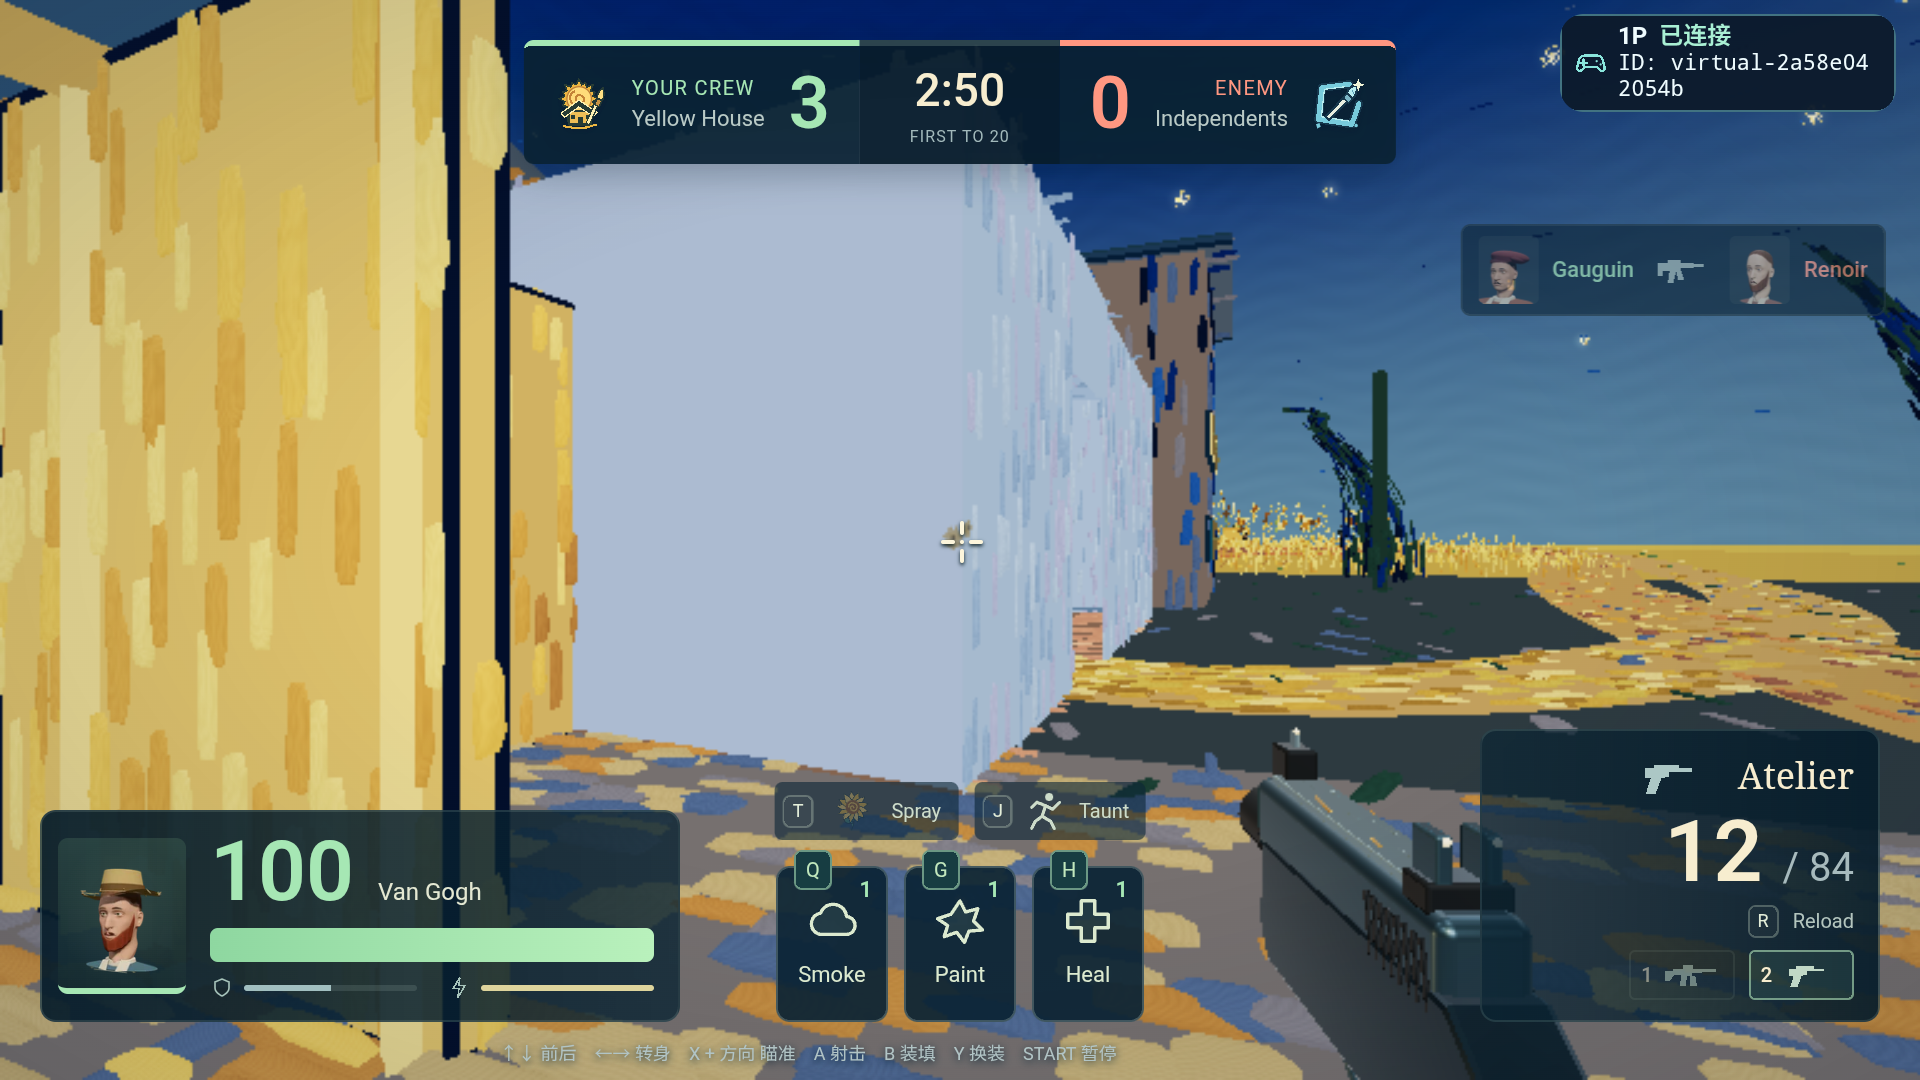 YOUR CREW
Yellow House
3
2:50
FIRST TO 20
0
ENEMY
Independents
1P 已连接
ID: virtual-2a58e04
2054b
Gauguin
Renoir
T
Spray
J
Taunt
100
Van Gogh
Q
1
Smoke
G
1
Paint
H
1
Heal
Atelier
12 / 84
R Reload
1
2
↑↓ 前后 ←→ 转身 X + 方向 瞄准 A 射击 B 装填 Y 换装 START 暂停